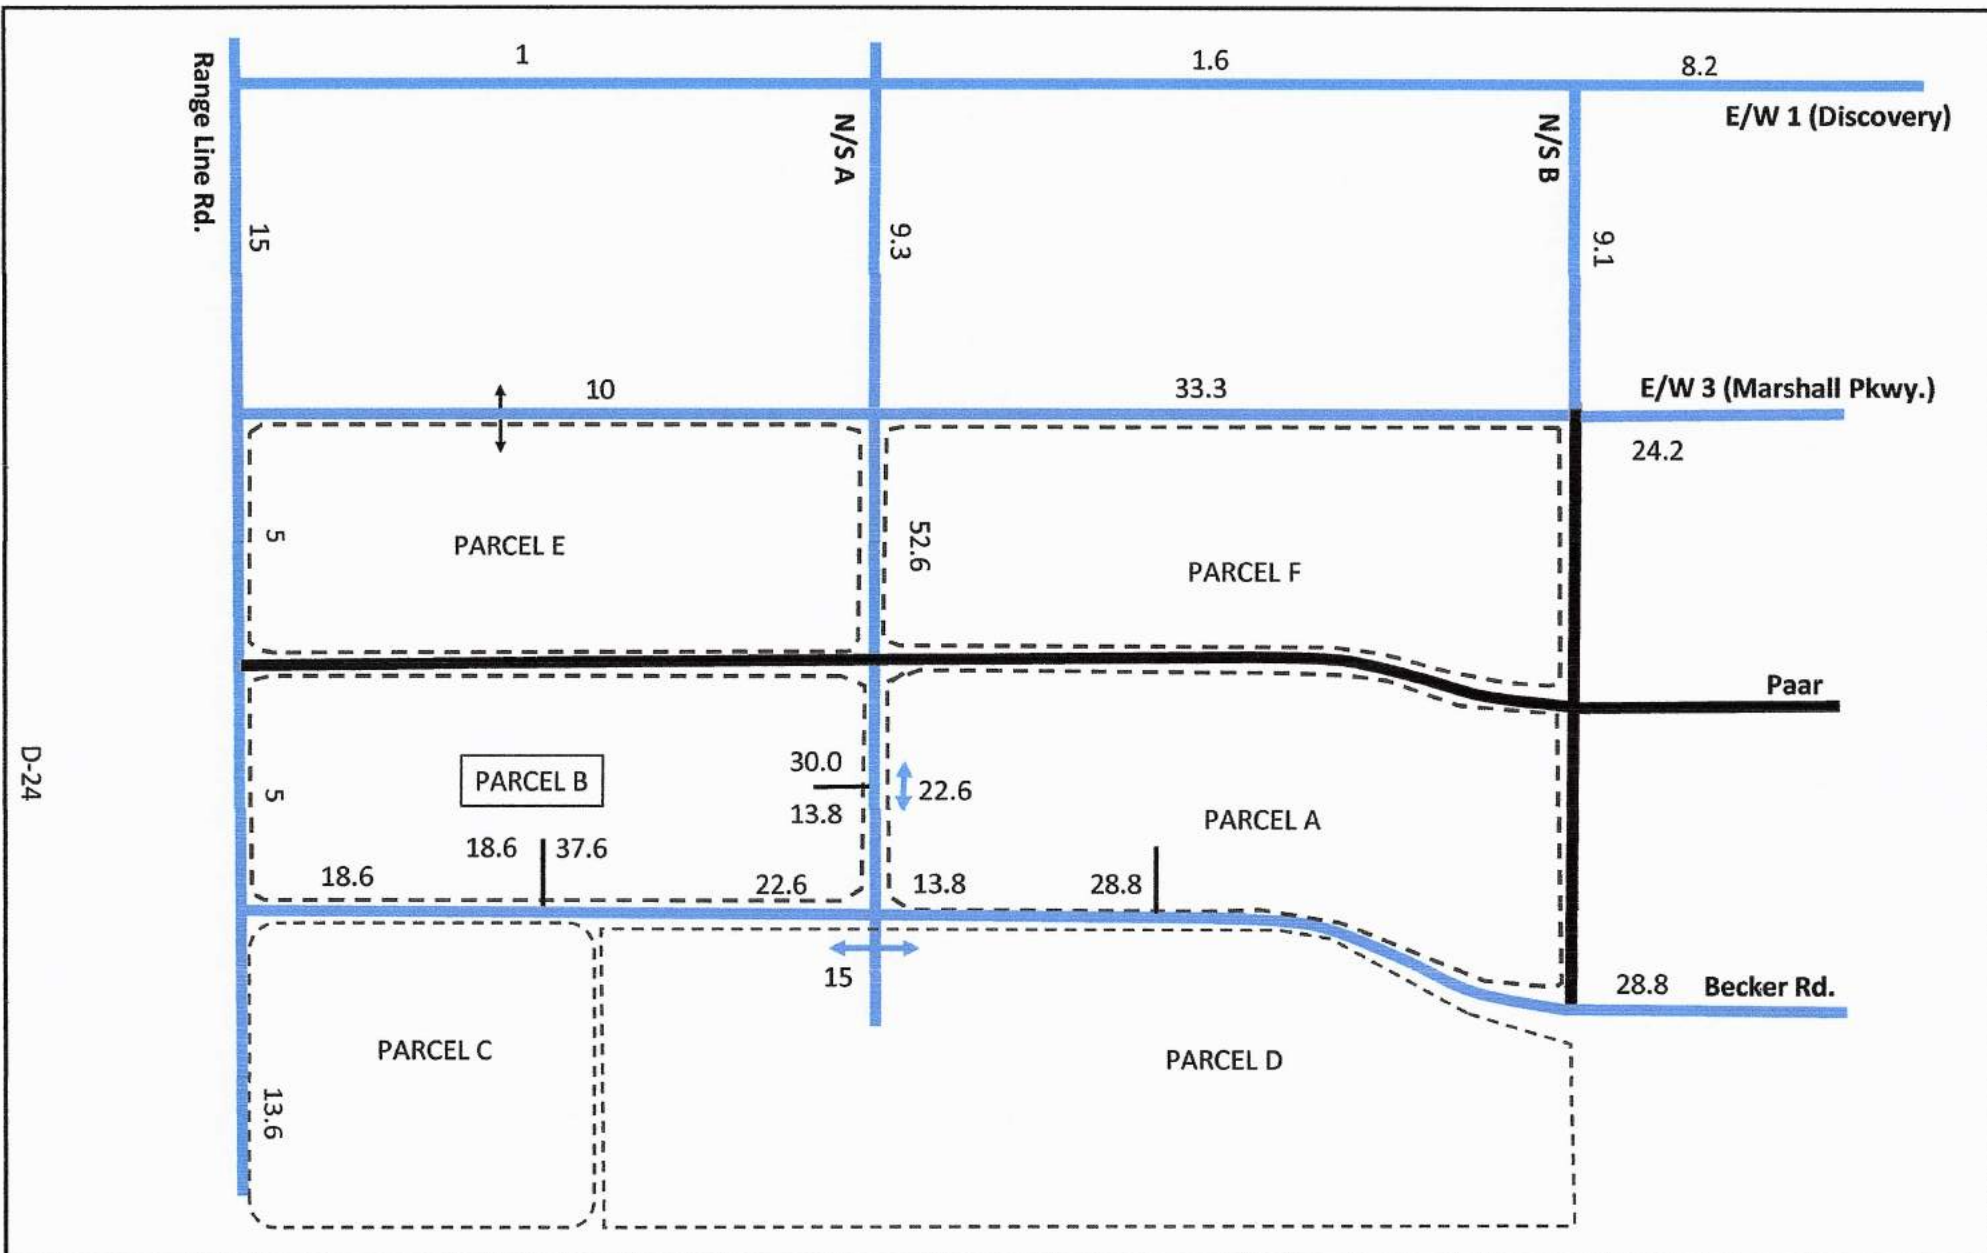 1
1.6
8.2
E/W 1 (Discovery)
Range Line Rd.
N/S A
N/S B
15
9.3
9.1
10
33.3
E/W 3 (Marshall Pkwy.)
24.2
5
PARCEL E
52.6
PARCEL F
Paar
D-24
5
PARCEL B
30.0
13.8
22.6
PARCEL A
18.6
18.6
37.6
22.6
13.8
28.8
15
28.8
Becker Rd.
PARCEL C
PARCEL D
13.6